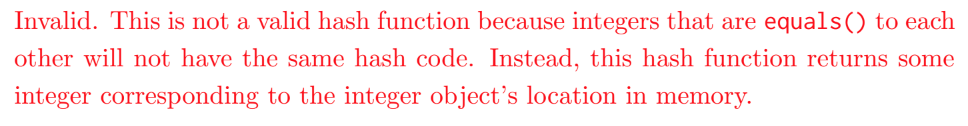 Invalid. This is not a valid hash function because integers that are equals() to each
other will not have the same hash code. Instead, this hash function returns some
integer corresponding to the integer object's location in memory.